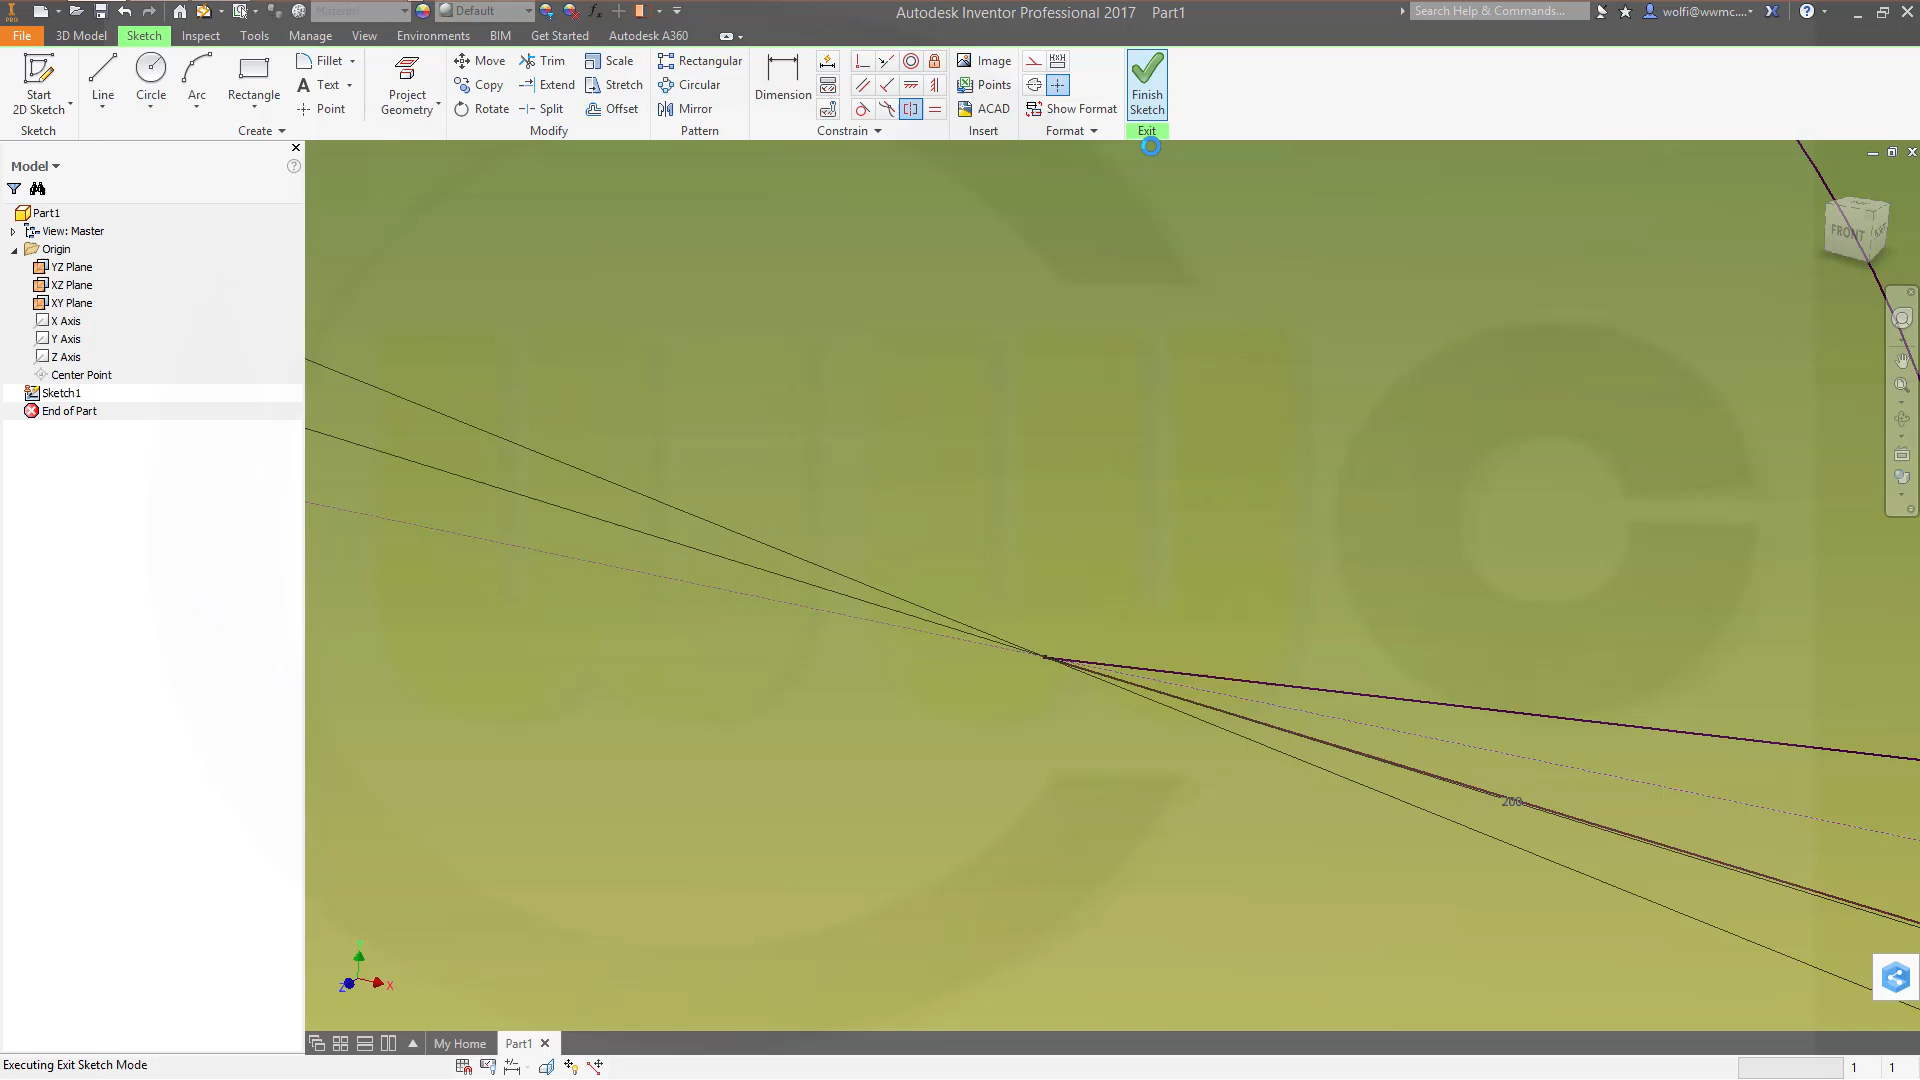 Material
Default
Autodesk Inventor Professional 2017 Part1
Search Help & Commands...
wolfi@wwmc....
File
3D Model
Sketch
Inspect
Tools
Manage
View
Environments
BIM
Get Started
Autodesk A360
Start
2D Sketch
Line
Circle
Arc
Rectangle
Fillet
Text
Point
Project
Geometry
Move
Copy
Rotate
Trim
Extend
Split
Scale
Stretch
Offset
Rectangular
Circular
Mirror
Dimension
Image
Points
ACAD
Show Format
Finish
Sketch
Sketch
Create
Modify
Pattern
Constrain
Insert
Format
Exit
Model
Part1
View: Master
Origin
YZ Plane
XZ Plane
XY Plane
X Axis
Y Axis
Z Axis
Center Point
Sketch1
End of Part
FRONT
200
X
Z
My Home
Part1
Executing Exit Sketch Mode
1
1